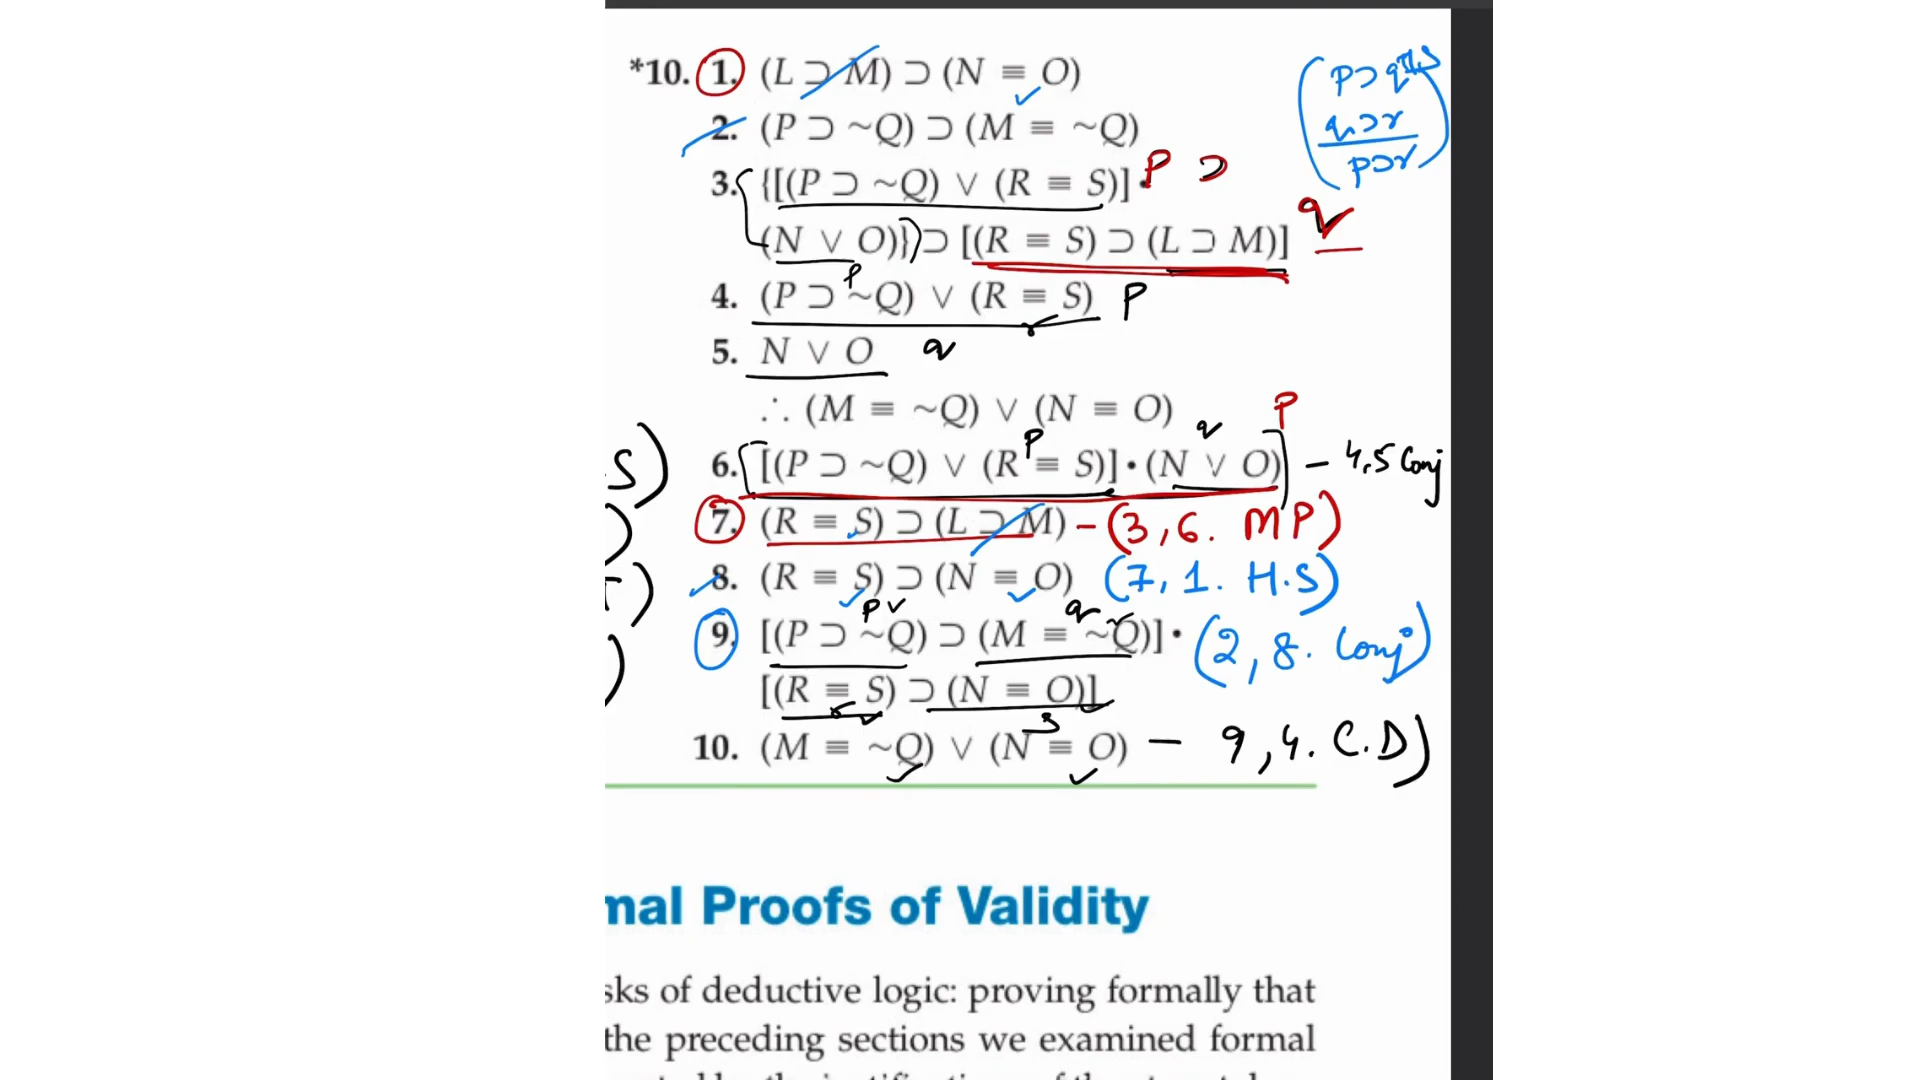 *10. 1. (L ⊃ M) ⊃ (N ≡ O)
p ⊃ q
2. (P ⊃ ~Q) ⊃ (M ≡ ~Q)
q ⊃ r
p ⊃ r
3. {[(P ⊃ ~Q) ∨ (R ≡ S)] • P ⊃
(N ∨ O)} ⊃ [(R ≡ S) ⊃ (L ⊃ M)] q
p
4. (P ⊃ ~Q) ∨ (R ≡ S) P
r
5. N ∨ O q
∴ (M ≡ ~Q) ∨ (N ≡ O) P
p q
S) 6. [(P ⊃ ~Q) ∨ (R ≡ S)] • (N ∨ O) – 4,5 Conj
) 7. (R ≡ S) ⊃ (L ⊃ M) – (3,6. MP)
) 8. (R ≡ S) ⊃ (N ≡ O) (7,1. H.S)
p q
) 9. [(P ⊃ ~Q) ⊃ (M ≡ ~Q)] • (2,8. Conj)
[(R ≡ S) ⊃ (N ≡ O)]
r s
10. (M ≡ ~Q) ∨ (N ≡ O) – 9,4. C.D)
mal Proofs of Validity
sks of deductive logic: proving formally that
the preceding sections we examined formal